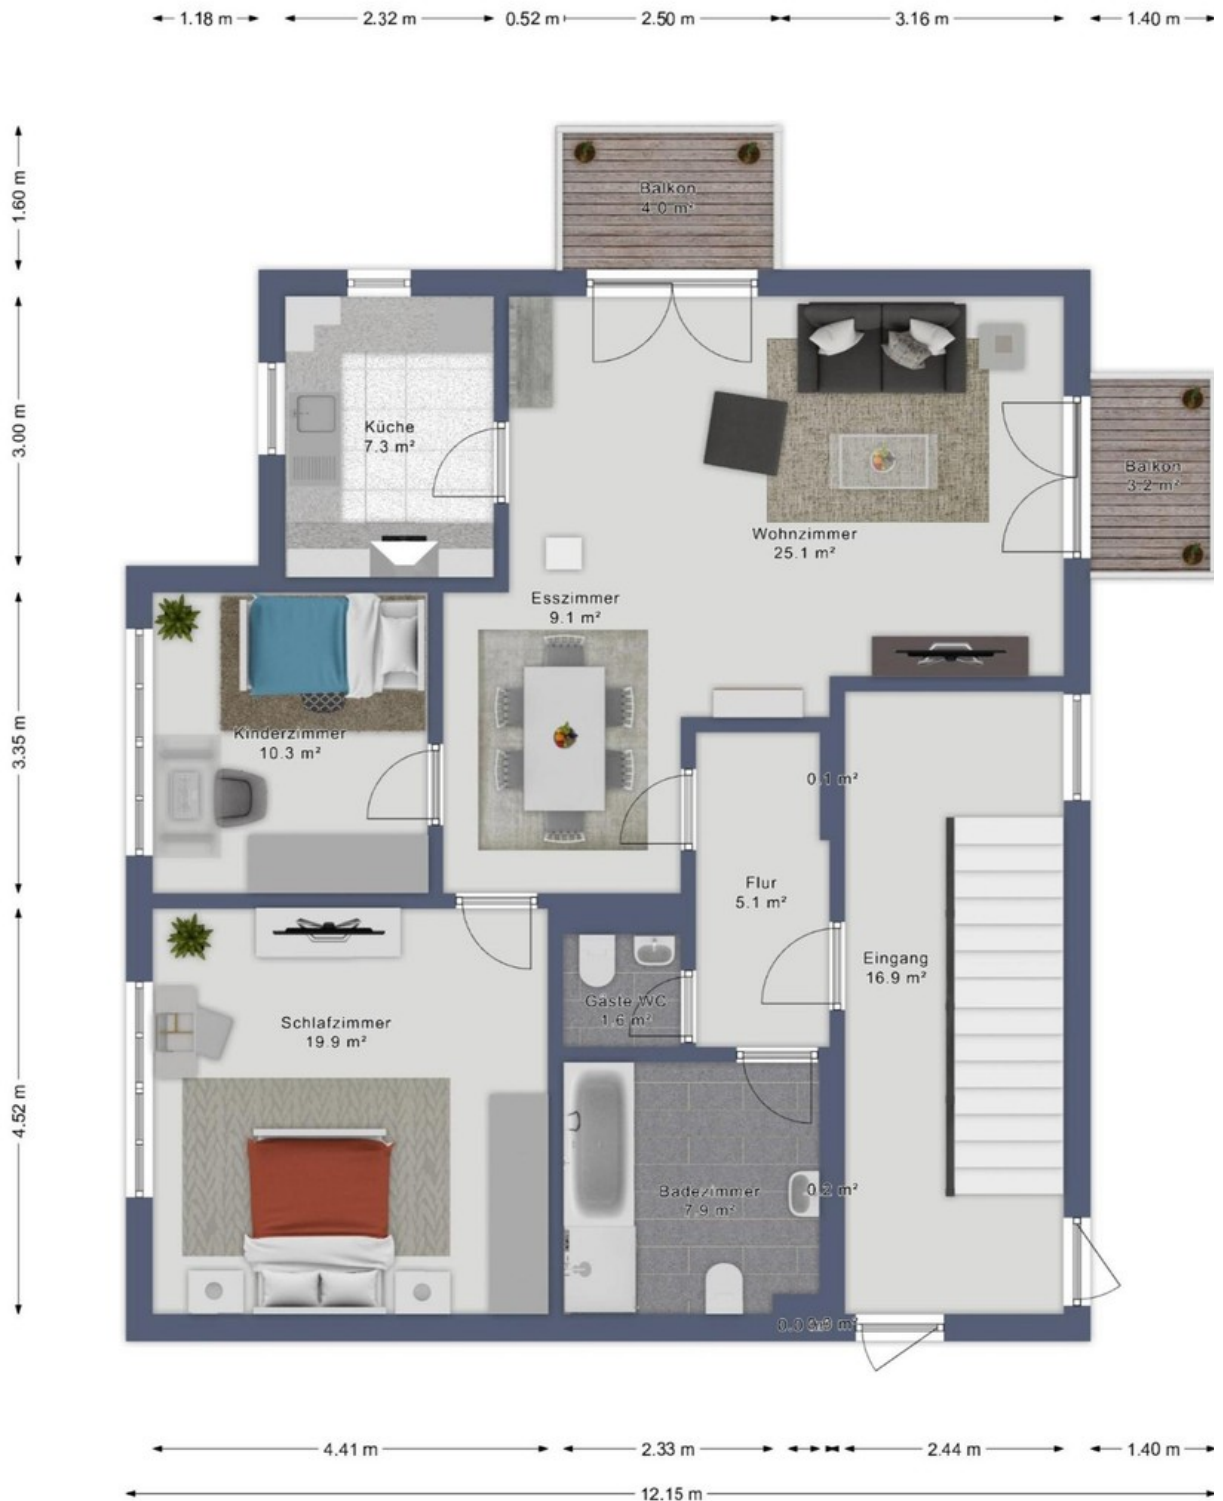 1.18 m
2.32 m
0.52 m
2.50 m
3.16 m
1.40 m
1.60 m
3.00 m
3.35 m
4.52 m
Balkon
4.0 m²
Küche
7.3 m²
Balkon
3.2 m²
Wohnzimmer
25.1 m²
Esszimmer
9.1 m²
Kinderzimmer
10.3 m²
0.1 m²
Flur
5.1 m²
Eingang
16.9 m²
Gäste WC
1.6 m²
Schlafzimmer
19.9 m²
Badezimmer
7.9 m²
0.2 m²
4.41 m
2.33 m
2.44 m
1.40 m
12.15 m